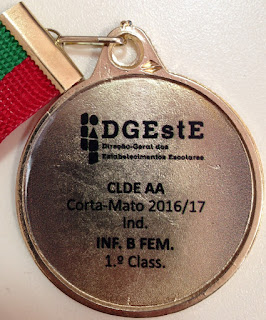 DGEstE
Direção-Geral dos
Estabelecimentos Escolares
CLDE AA
Corta-Mato 2016/17
Ind.
INF. B FEM.
1.º Class.